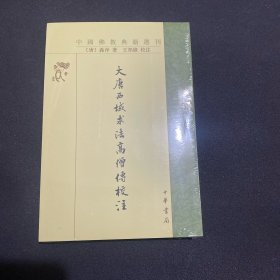 中國佛教典籍選刊
〔唐〕義淨 著 王邦維 校注
大唐西域求法高僧傳校注
中華書局